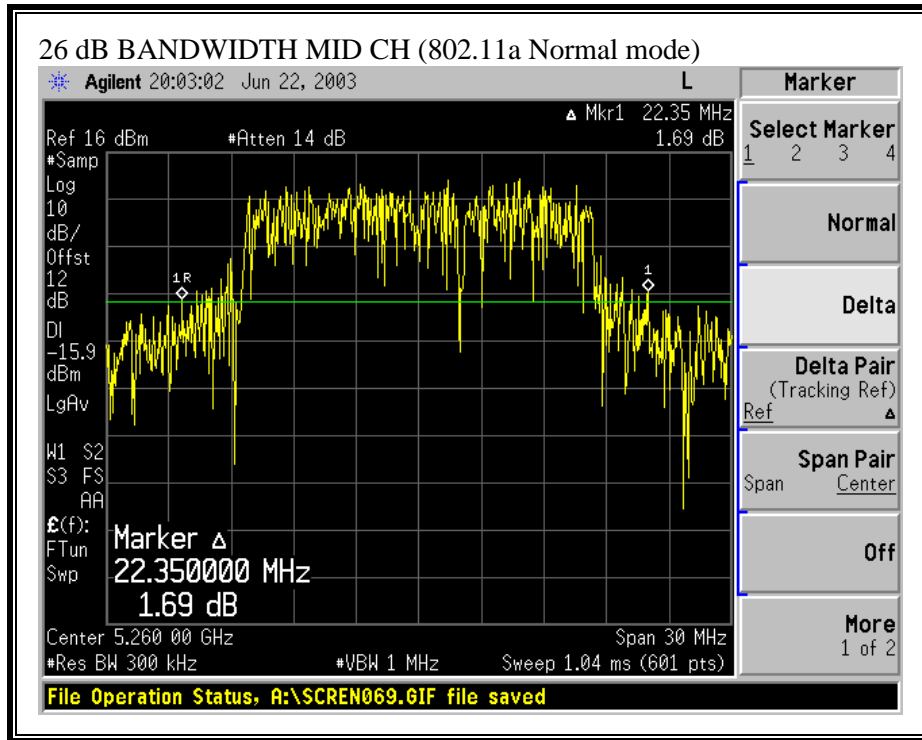 26 dB BANDWIDTH MID CH (802.11a Normal mode)
Agilent 20:03:02 Jun 22, 2003 L
Δ Mkr1 22.35 MHz
Ref 16 dBm #Atten 14 dB 1.69 dB
#Samp
Log
10
dB/
Offst
12
dB
DI
-15.9
dBm
LgAv
W1 S2
S3 FS
AA
£(f):
FTun
Swp
1R
1
Marker Δ
22.350000 MHz
1.69 dB
Center 5.260 00 GHz Span 30 MHz
#Res BW 300 kHz #VBW 1 MHz Sweep 1.04 ms (601 pts)
File Operation Status, A:\SCREN069.GIF file saved
Marker
Select Marker
1 2 3 4
Normal
Delta
Delta Pair
(Tracking Ref)
Ref Δ
Span Pair
Span Center
Off
More
1 of 2